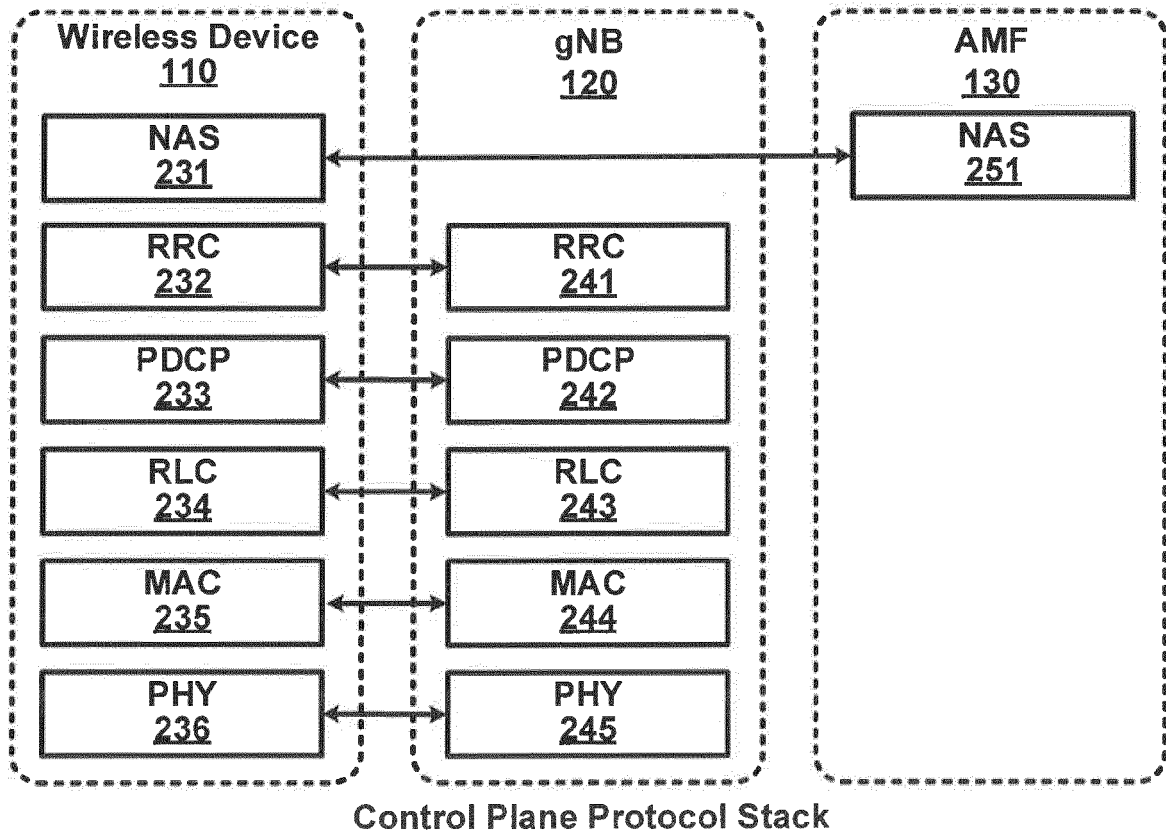 Wireless Device
110
gNB
120
AMF
130
NAS
231
NAS
251
RRC
232
RRC
241
PDCP
233
PDCP
242
RLC
234
RLC
243
MAC
235
MAC
244
PHY
236
PHY
245
Control Plane Protocol Stack